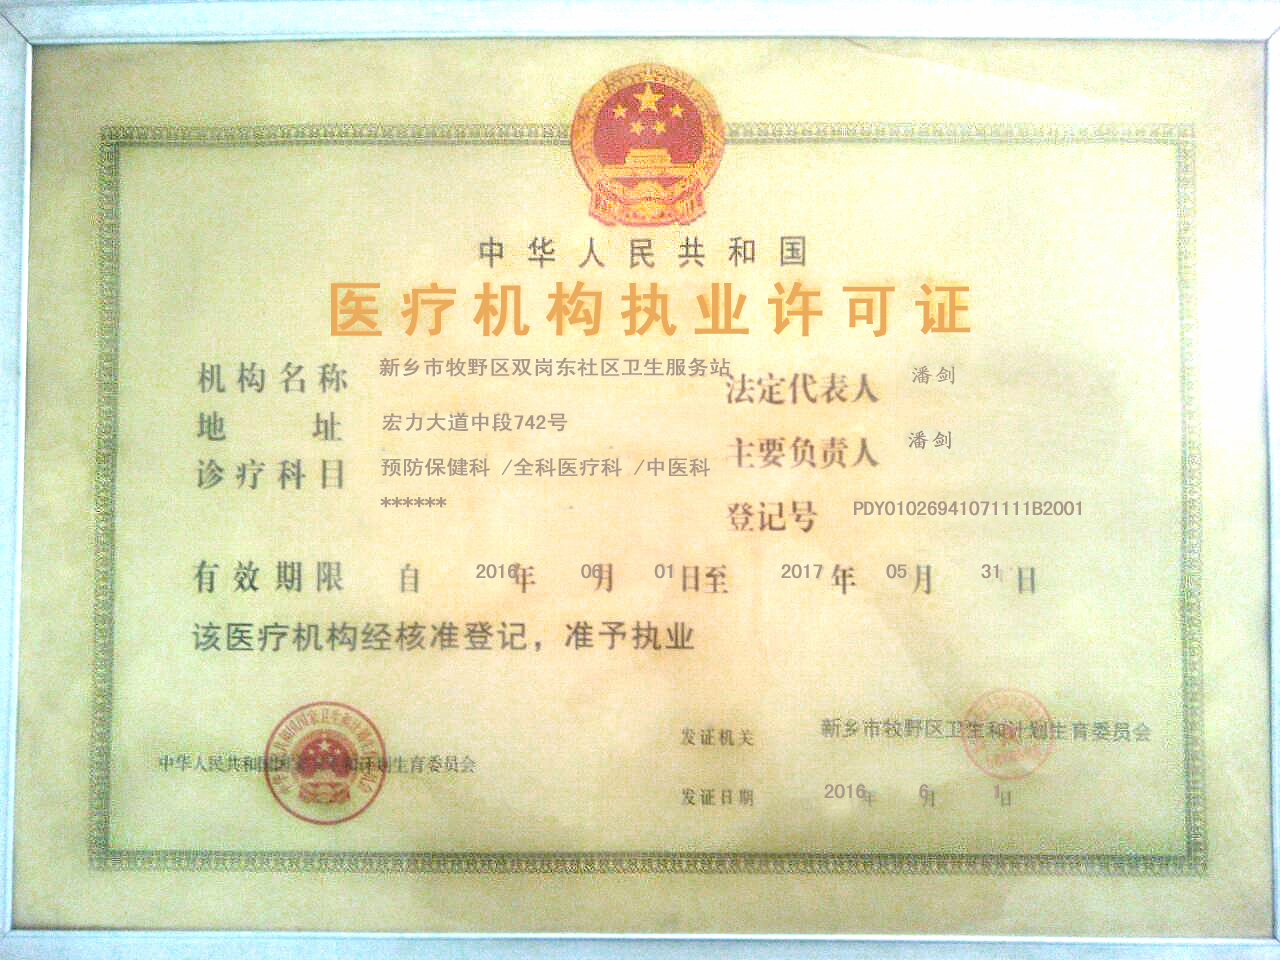 中华人民共和国
医疗机构执业许可证
机构名称 新乡市牧野区双岗东社区卫生服务站
法定代表人 潘剑
地 址 宏力大道中段742号
主要负责人 潘剑
诊疗科目 预防保健科 /全科医疗科 /中医科
******
登记号 PDY01026941071111B2001
有效期限 自 2016年 06月 01日至 2017年 05月 31日
该医疗机构经核准登记，准予执业
中华人民共和国国家卫生和计划生育委员会
发证机关 新乡市牧野区卫生和计划生育委员会
发证日期 2016年 6月 1日